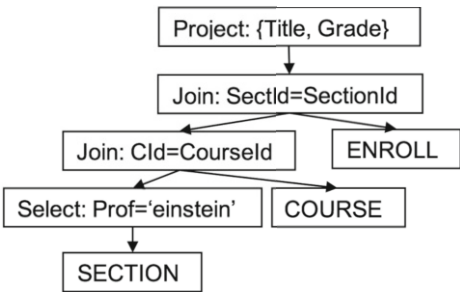 Project: {Title, Grade}
Join: SectId=SectionId
Join: CId=CourseId
ENROLL
Select: Prof=‘einstein’
COURSE
SECTION